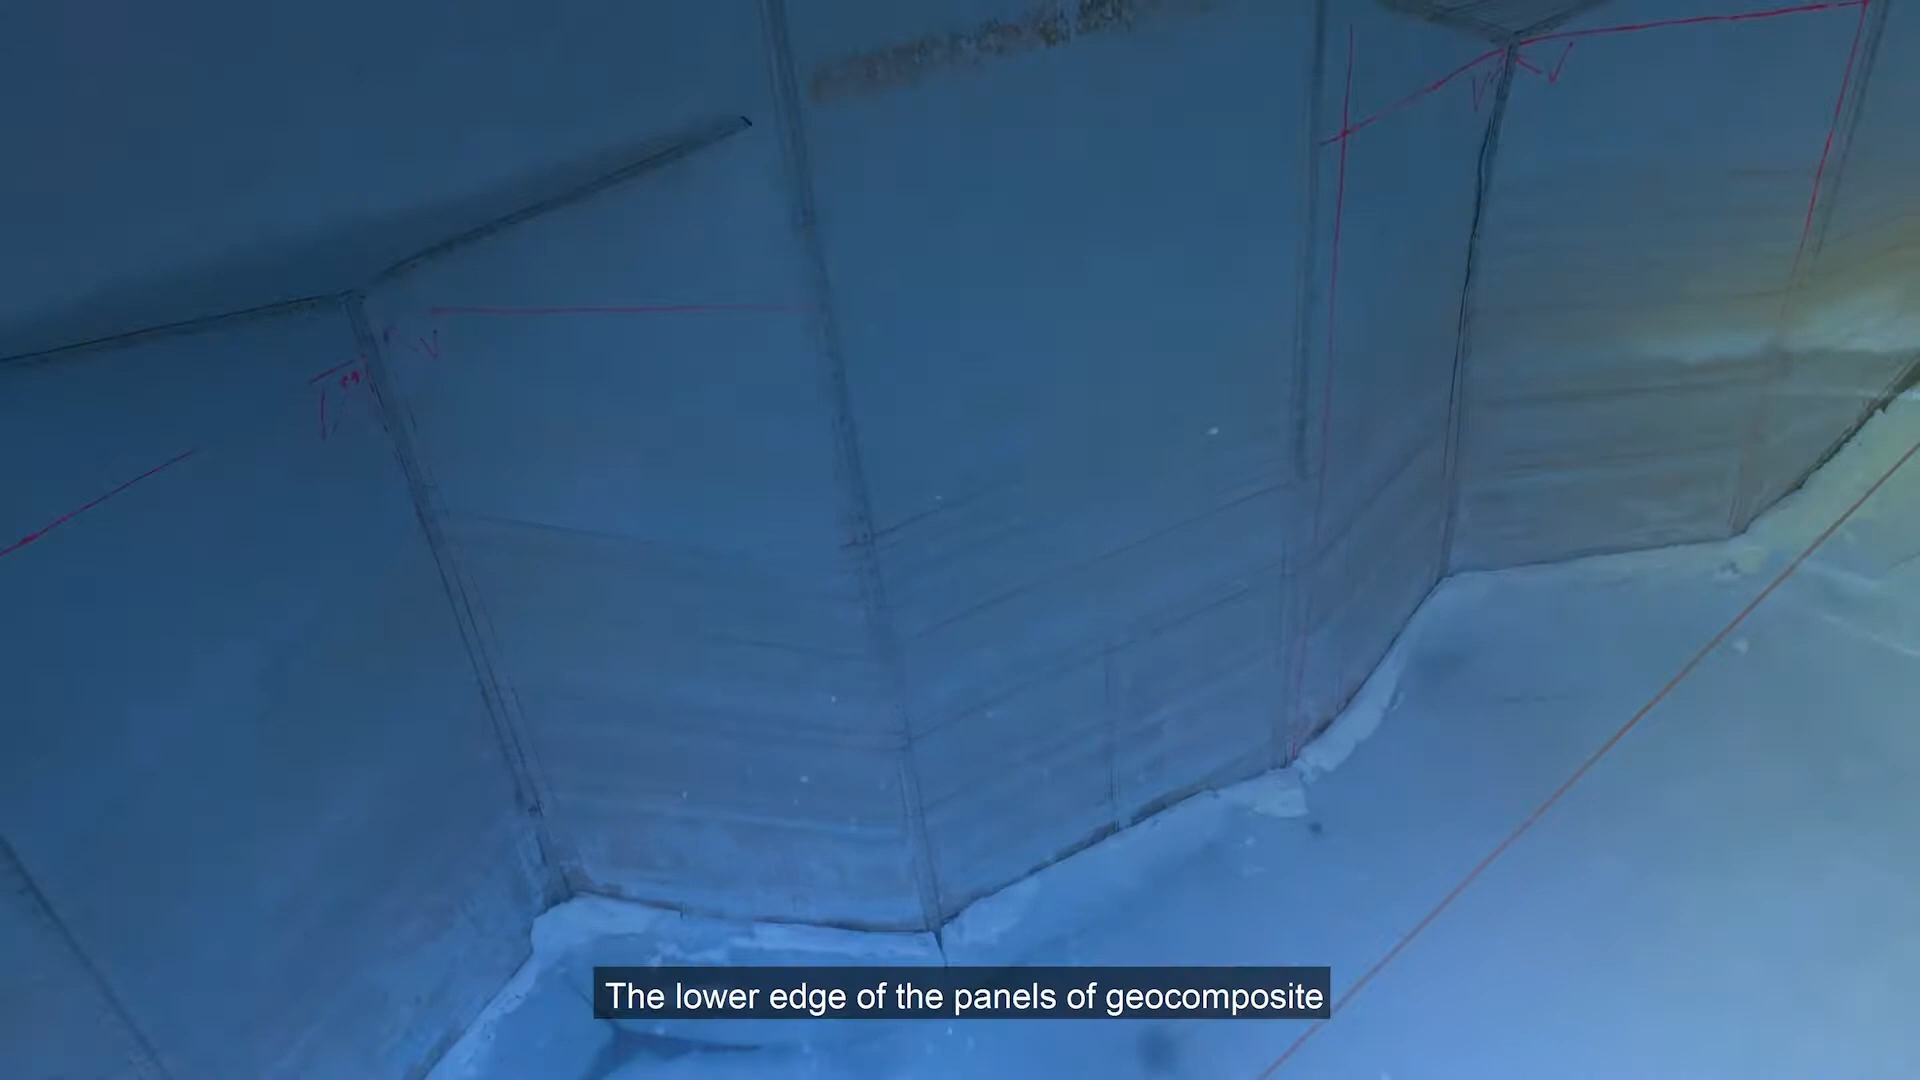 The lower edge of the panels of geocomposite